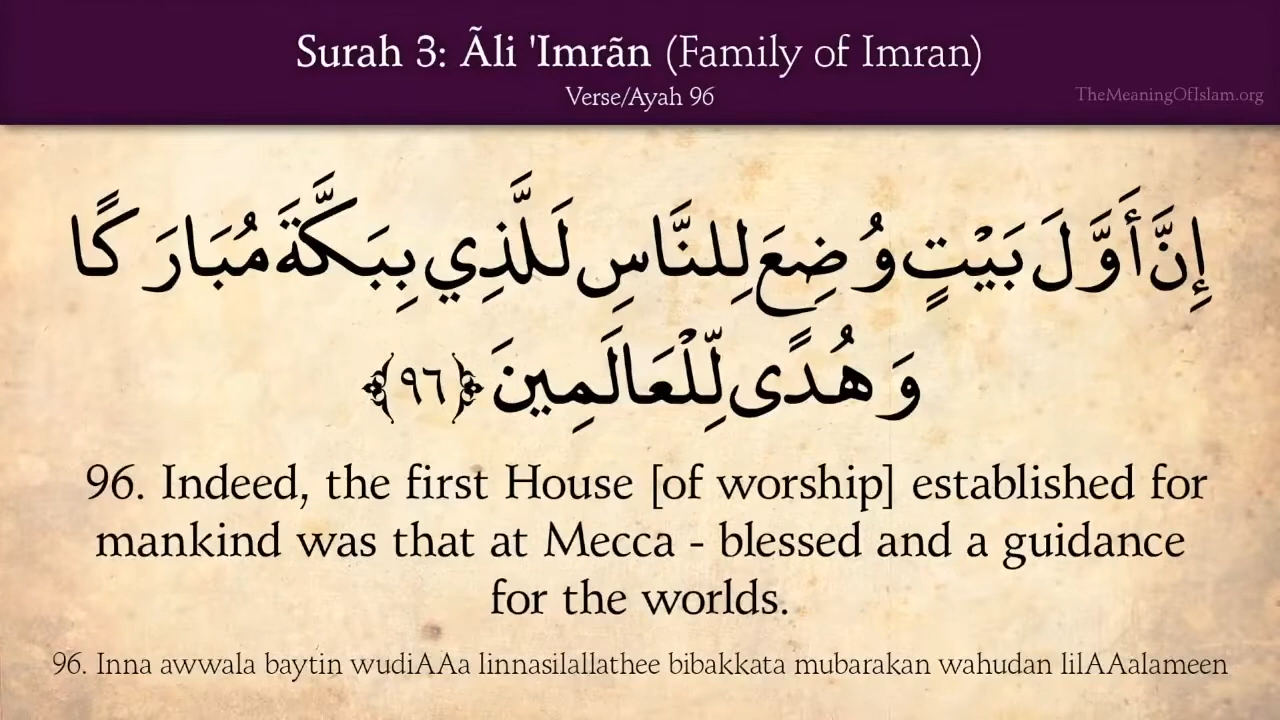 Surah 3: Ãli 'Imrãn (Family of Imran)
Verse/Ayah 96
TheMeaningOfIslam.org
إِنَّ أَوَّلَ بَيْتٍ وُضِعَ لِلنَّاسِ لَلَّذِي بِبَكَّةَ مُبَارَكًا
وَهُدًى لِّلْعَالَمِينَ ﴿٩٦﴾
96. Indeed, the first House [of worship] established for
mankind was that at Mecca - blessed and a guidance
for the worlds.
96. Inna awwala baytin wudiAAa linnasilallathee bibakkata mubarakan wahudan lilAAalameen